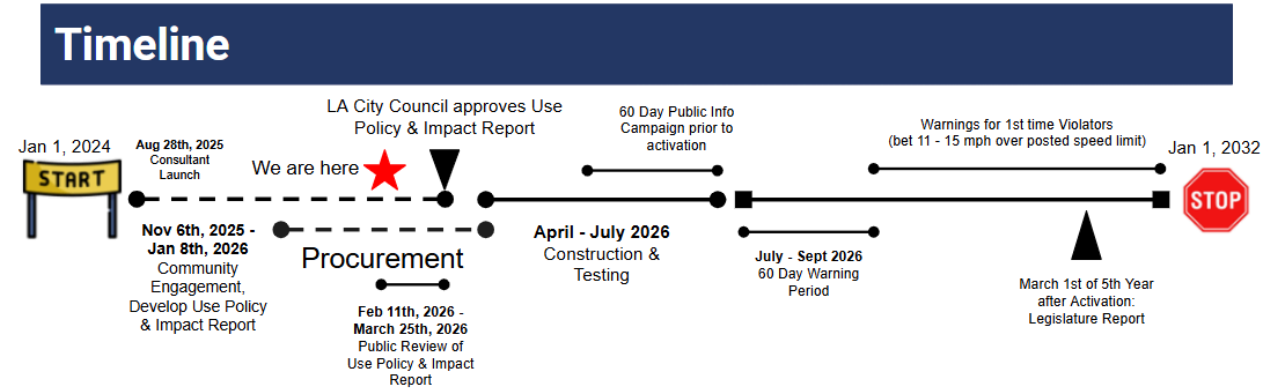 Timeline
Jan 1, 2024
START
Aug 28th, 2025
Consultant
Launch
Nov 6th, 2025 -
Jan 8th, 2026
Community
Engagement,
Develop Use Policy
& Impact Report
We are here
LA City Council approves Use
Policy & Impact Report
Procurement
Feb 11th, 2026 -
March 25th, 2026
Public Review of
Use Policy & Impact
Report
60 Day Public Info
Campaign prior to
activation
April - July 2026
Construction &
Testing
July - Sept 2026
60 Day Warning
Period
Warnings for 1st time Violators
(bet 11 - 15 mph over posted speed limit)
March 1st of 5th Year
after Activation:
Legislature Report
Jan 1, 2032
STOP